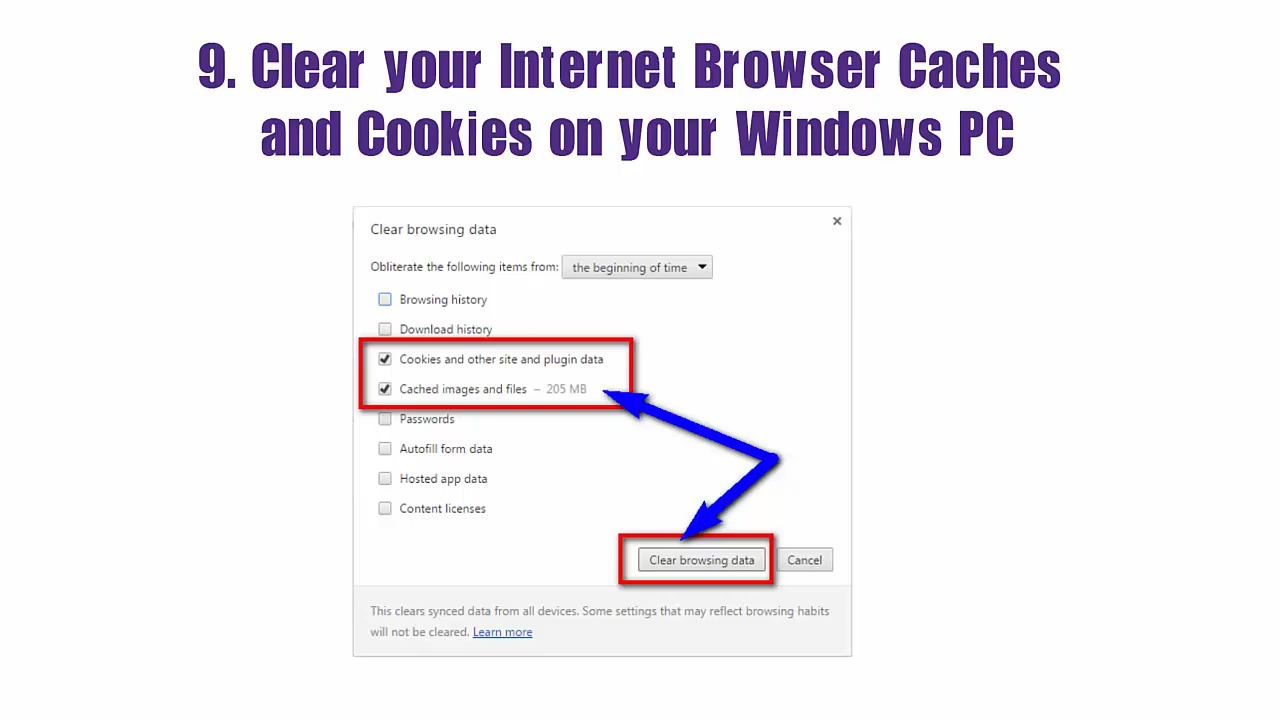 9. Clear your Internet Browser Caches
and Cookies on your Windows PC
Clear browsing data
Obliterate the following items from: the beginning of time
Browsing history
Download history
Cookies and other site and plugin data
Cached images and files – 205 MB
Passwords
Autofill form data
Hosted app data
Content licenses
Clear browsing data Cancel
This clears synced data from all devices. Some settings that may reflect browsing habits
will not be cleared. Learn more